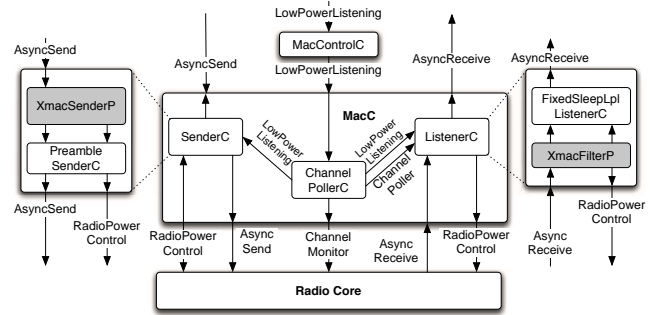 LowPowerListening
MacControlC
LowPowerListening
AsyncSend
AsyncSend
AsyncReceive
AsyncReceive
XmacSenderP
Preamble
SenderC
AsyncSend
RadioPower
Control
MacC
SenderC
LowPower
Listening
Channel
PollerC
LowPower
Listening
Channel
Poller
ListenerC
FixedSleepLpl
ListenerC
XmacFilterP
Async
Receive
RadioPower
Control
RadioPower
Control
Async
Send
Channel
Monitor
Async
Receive
RadioPower
Control
Radio Core